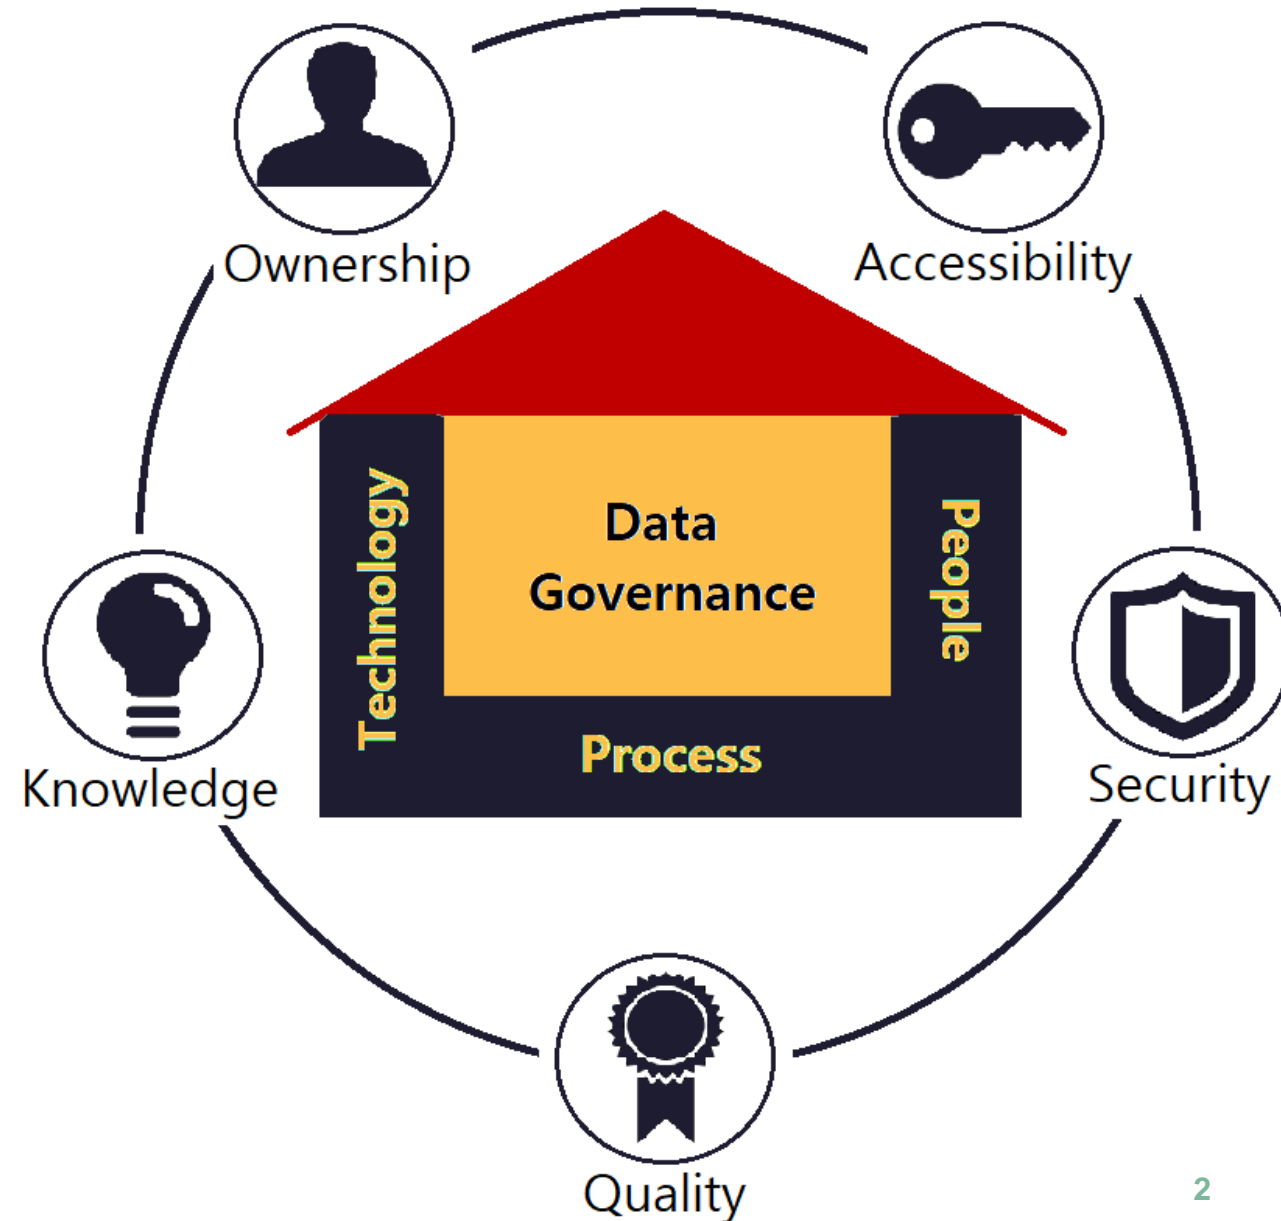 Ownership
Accessibility
Technology
Data
Governance
People
Process
Knowledge
Security
Quality
2